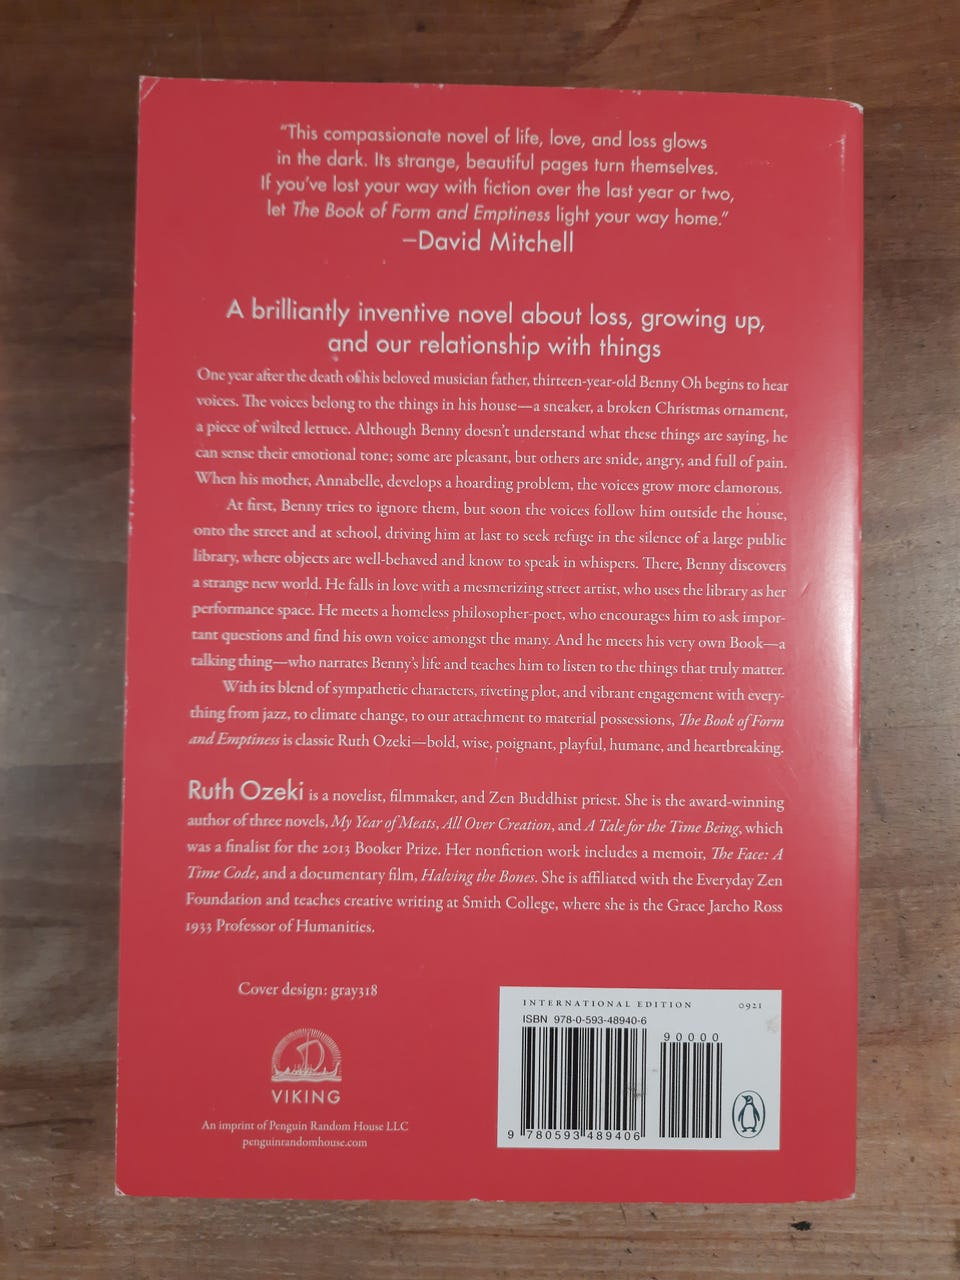 “This compassionate novel of life, love, and loss glows
in the dark. Its strange, beautiful pages turn themselves.
If you’ve lost your way with fiction over the last year or two,
let The Book of Form and Emptiness light your way home.”
—David Mitchell
A brilliantly inventive novel about loss, growing up,
and our relationship with things
One year after the death of his beloved musician father, thirteen-year-old Benny Oh begins to hear
voices. The voices belong to the things in his house—a sneaker, a broken Christmas ornament,
a piece of wilted lettuce. Although Benny doesn’t understand what these things are saying, he
can sense their emotional tone; some are pleasant, but others are snide, angry, and full of pain.
When his mother, Annabelle, develops a hoarding problem, the voices grow more clamorous.
At first, Benny tries to ignore them, but soon the voices follow him outside the house,
onto the street and at school, driving him at last to seek refuge in the silence of a large public
library, where objects are well-behaved and know to speak in whispers. There, Benny discovers
a strange new world. He falls in love with a mesmerizing street artist, who uses the library as her
performance space. He meets a homeless philosopher-poet, who encourages him to ask impor-
tant questions and find his own voice amongst the many. And he meets his very own Book—a
talking thing—who narrates Benny’s life and teaches him to listen to the things that truly matter.
With its blend of sympathetic characters, riveting plot, and vibrant engagement with every-
thing from jazz, to climate change, to our attachment to material possessions, The Book of Form
and Emptiness is classic Ruth Ozeki—bold, wise, poignant, playful, humane, and heartbreaking.
Ruth Ozeki is a novelist, filmmaker, and Zen Buddhist priest. She is the award-winning
author of three novels, My Year of Meats, All Over Creation, and A Tale for the Time Being, which
was a finalist for the 2013 Booker Prize. Her nonfiction work includes a memoir, The Face: A
Time Code, and a documentary film, Halving the Bones. She is affiliated with the Everyday Zen
Foundation and teaches creative writing at Smith College, where she is the Grace Jarcho Ross
1933 Professor of Humanities.
Cover design: gray318
VIKING
An imprint of Penguin Random House LLC
penguinrandomhouse.com
INTERNATIONAL EDITION 0921
ISBN 978-0-593-48940-6
90000
9 780593 489406